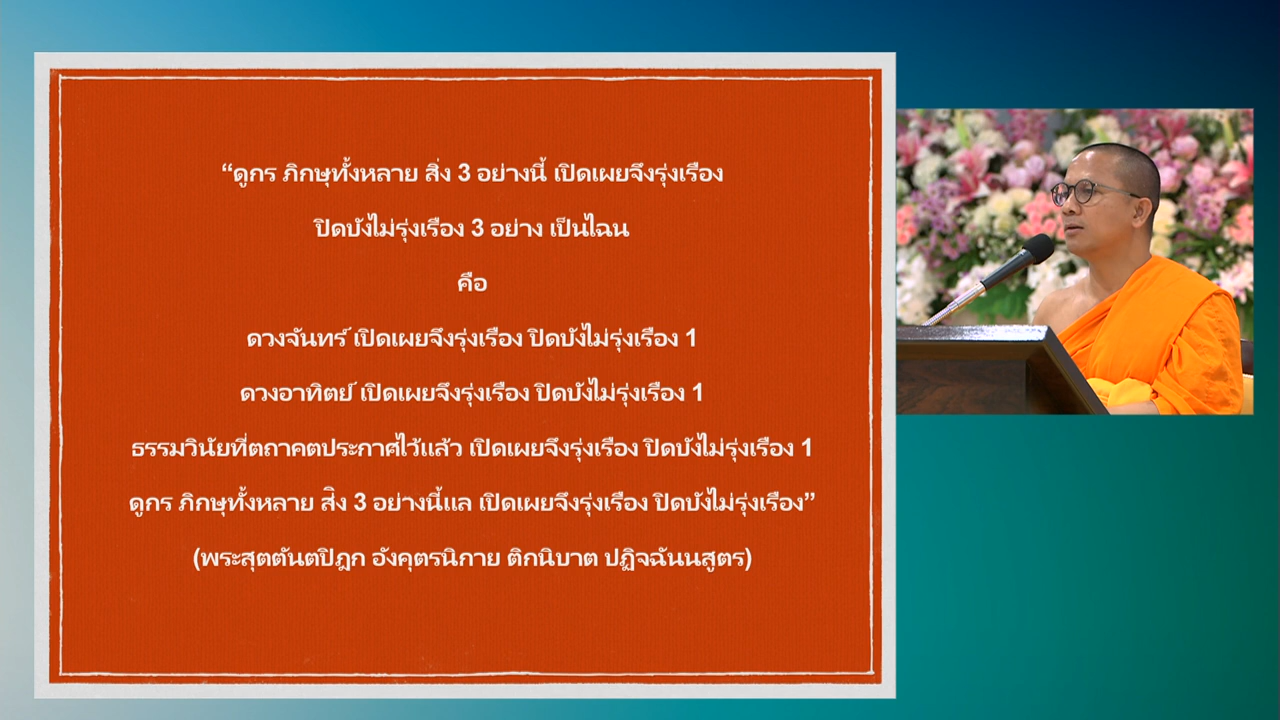 “ดูกร ภิกษุทั้งหลาย สิ่ง 3 อย่างนี้ เปิดเผยจึงรุ่งเรือง
ปิดบังไม่รุ่งเรือง 3 อย่าง เป็นไฉน
คือ
ดวงจันทร์ เปิดเผยจึงรุ่งเรือง ปิดบังไม่รุ่งเรือง 1
ดวงอาทิตย์ เปิดเผยจึงรุ่งเรือง ปิดบังไม่รุ่งเรือง 1
ธรรมวินัยที่ตถาคตประกาศไว้แล้ว เปิดเผยจึงรุ่งเรือง ปิดบังไม่รุ่งเรือง 1
ดูกร ภิกษุทั้งหลาย สิ่ง 3 อย่างนี้แล เปิดเผยจึงรุ่งเรือง ปิดบังไม่รุ่งเรือง”
(พระสุตตันตปิฎก อังคุตรนิกาย ติกนิบาต ปฏิจฉันนสูตร)